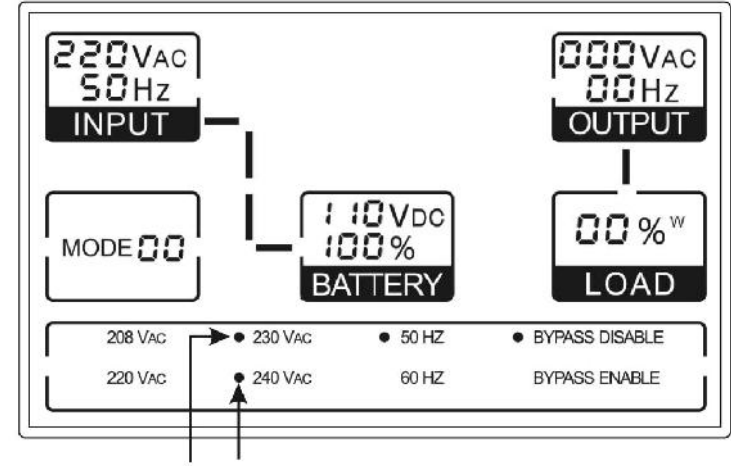 220VAC
50Hz
INPUT
000VAC
00Hz
OUTPUT
MODE 00
110VDC
100%
BATTERY
00%W
LOAD
208 VAC ● 230 VAC ● 50 HZ ● BYPASS DISABLE
220 VAC ● 240 VAC 60 HZ BYPASS ENABLE